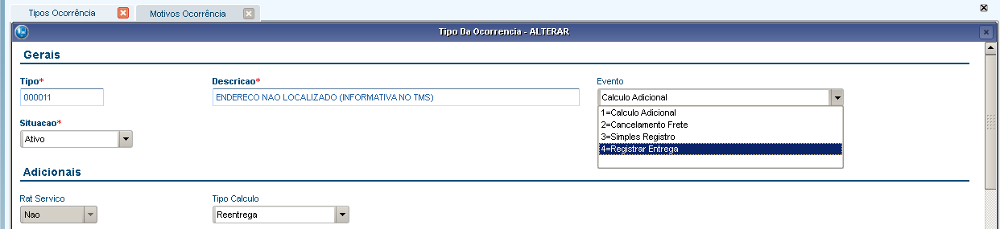 Tipos Ocorrência
Motivos Ocorrência
Tipo Da Ocorrencia - ALTERAR
Gerais
Tipo*
Descricao*
Evento
000011
ENDERECO NAO LOCALIZADO (INFORMATIVA NO TMS)
Calculo Adicional
1=Calculo Adicional
2=Cancelamento Frete
3=Simples Registro
4=Registrar Entrega
Situacao*
Ativo
Adicionais
Rat Servico
Tipo Calculo
Nao
Reentrega